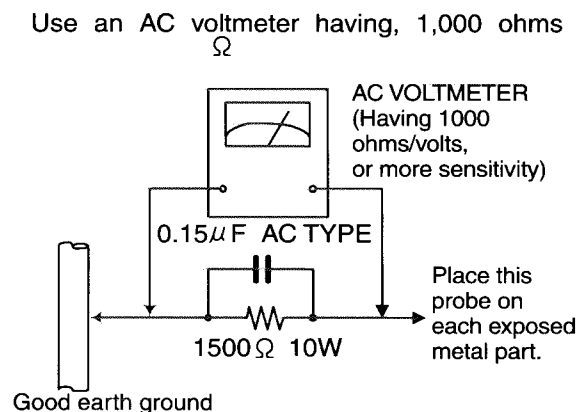 Use an AC voltmeter having, 1,000 ohms
Ω
AC VOLTMETER
(Having 1000
ohms/volts,
or more sensitivity)
0.15μF AC TYPE
Place this
probe on
each exposed
metal part.
1500Ω 10W
Good earth ground